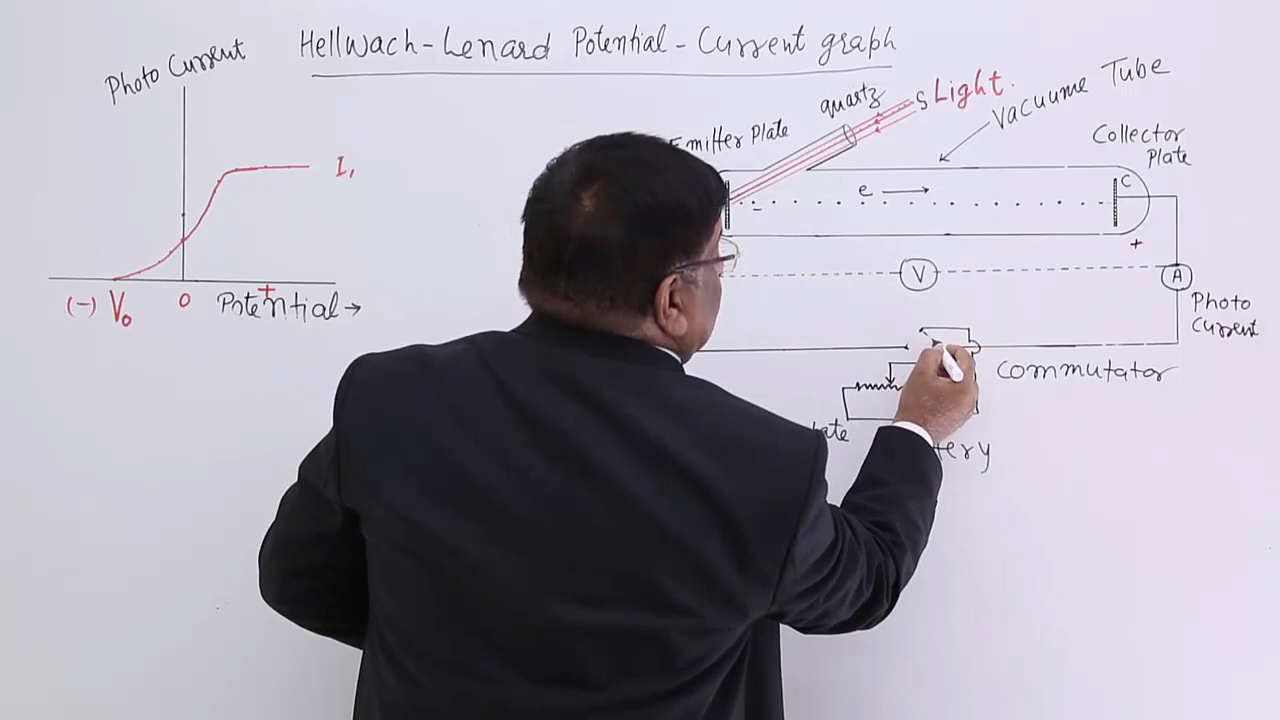 Hellwach-Lenard Potential-Current graph
Photo Current
I₁
(-) V₀
0
+
Potential →
quartz
S Light.
Vacuume Tube
Plate
Collector
Plate
e →
C
-
+
V
A
Photo
Current
Commutator